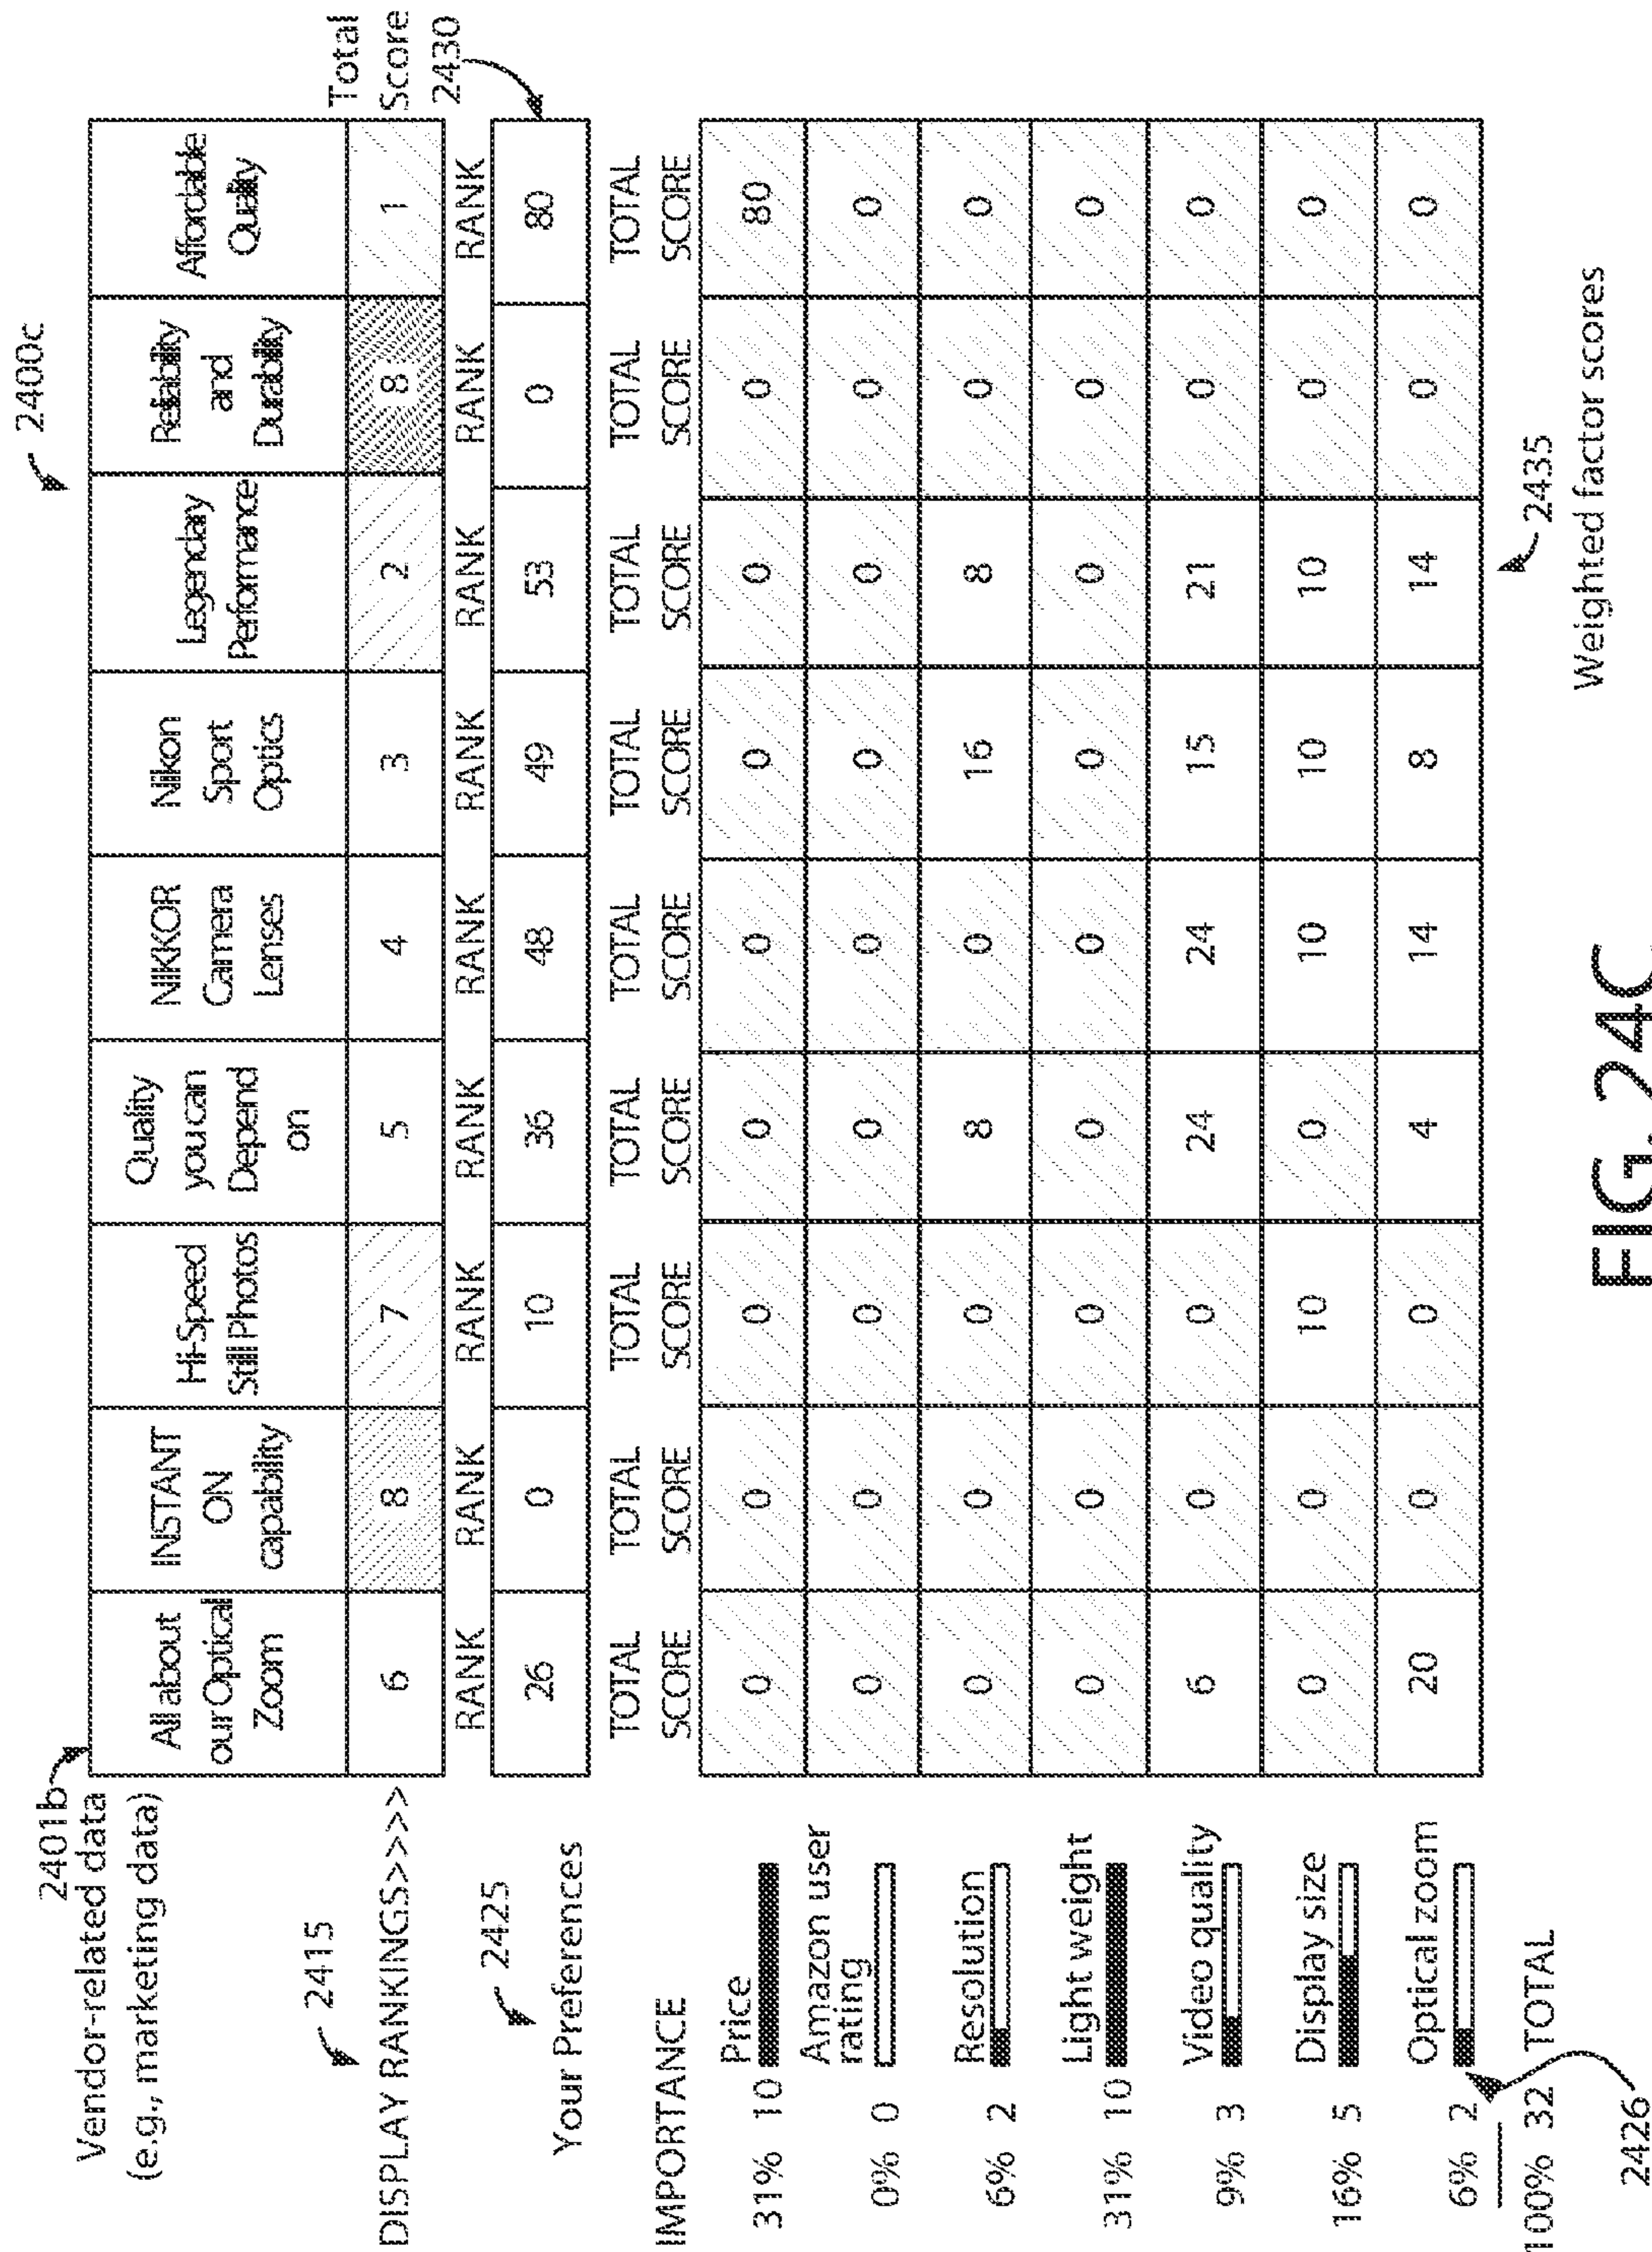 2400c
2401b
Vendor-related data
(e.g., marketing data)
All about
our Optical
Zoom
INSTANT
ON
capability
Hi-Speed
Still Photos
Quality
you can
Depend
on
NIKKOR
Camera
Lenses
Nikon
Sport
Optics
Legendary
Performance
Reliability
and
Durability
Affordable
Quality
2415
DISPLAY RANKINGS>>>>
6 8 7 5 4 3 2 8 1
Total
Score
2430
RANK RANK RANK RANK RANK RANK RANK RANK RANK
2425
Your Preferences
26 0 10 36 48 49 53 0 80
TOTAL TOTAL TOTAL TOTAL TOTAL TOTAL TOTAL TOTAL TOTAL
IMPORTANCE
SCORE SCORE SCORE SCORE SCORE SCORE SCORE SCORE SCORE
Price
31% 10 0 0 0 0 0 0 0 0 80
Amazon user
rating
0% 0 0 0 0 0 0 0 0 0 0
Resolution
6% 2 0 0 0 8 0 16 8 0 0
Light weight
31% 10 0 0 0 0 0 0 0 0 0
Video quality
9% 3 6 0 0 24 24 15 21 0 0
Display size
16% 5 0 0 10 0 10 10 10 0 0
Optical zoom
6% 2 20 0 0 4 14 8 14 0 0
100% 32 TOTAL
2435
Weighted factor scores
2426
FIG. 24C